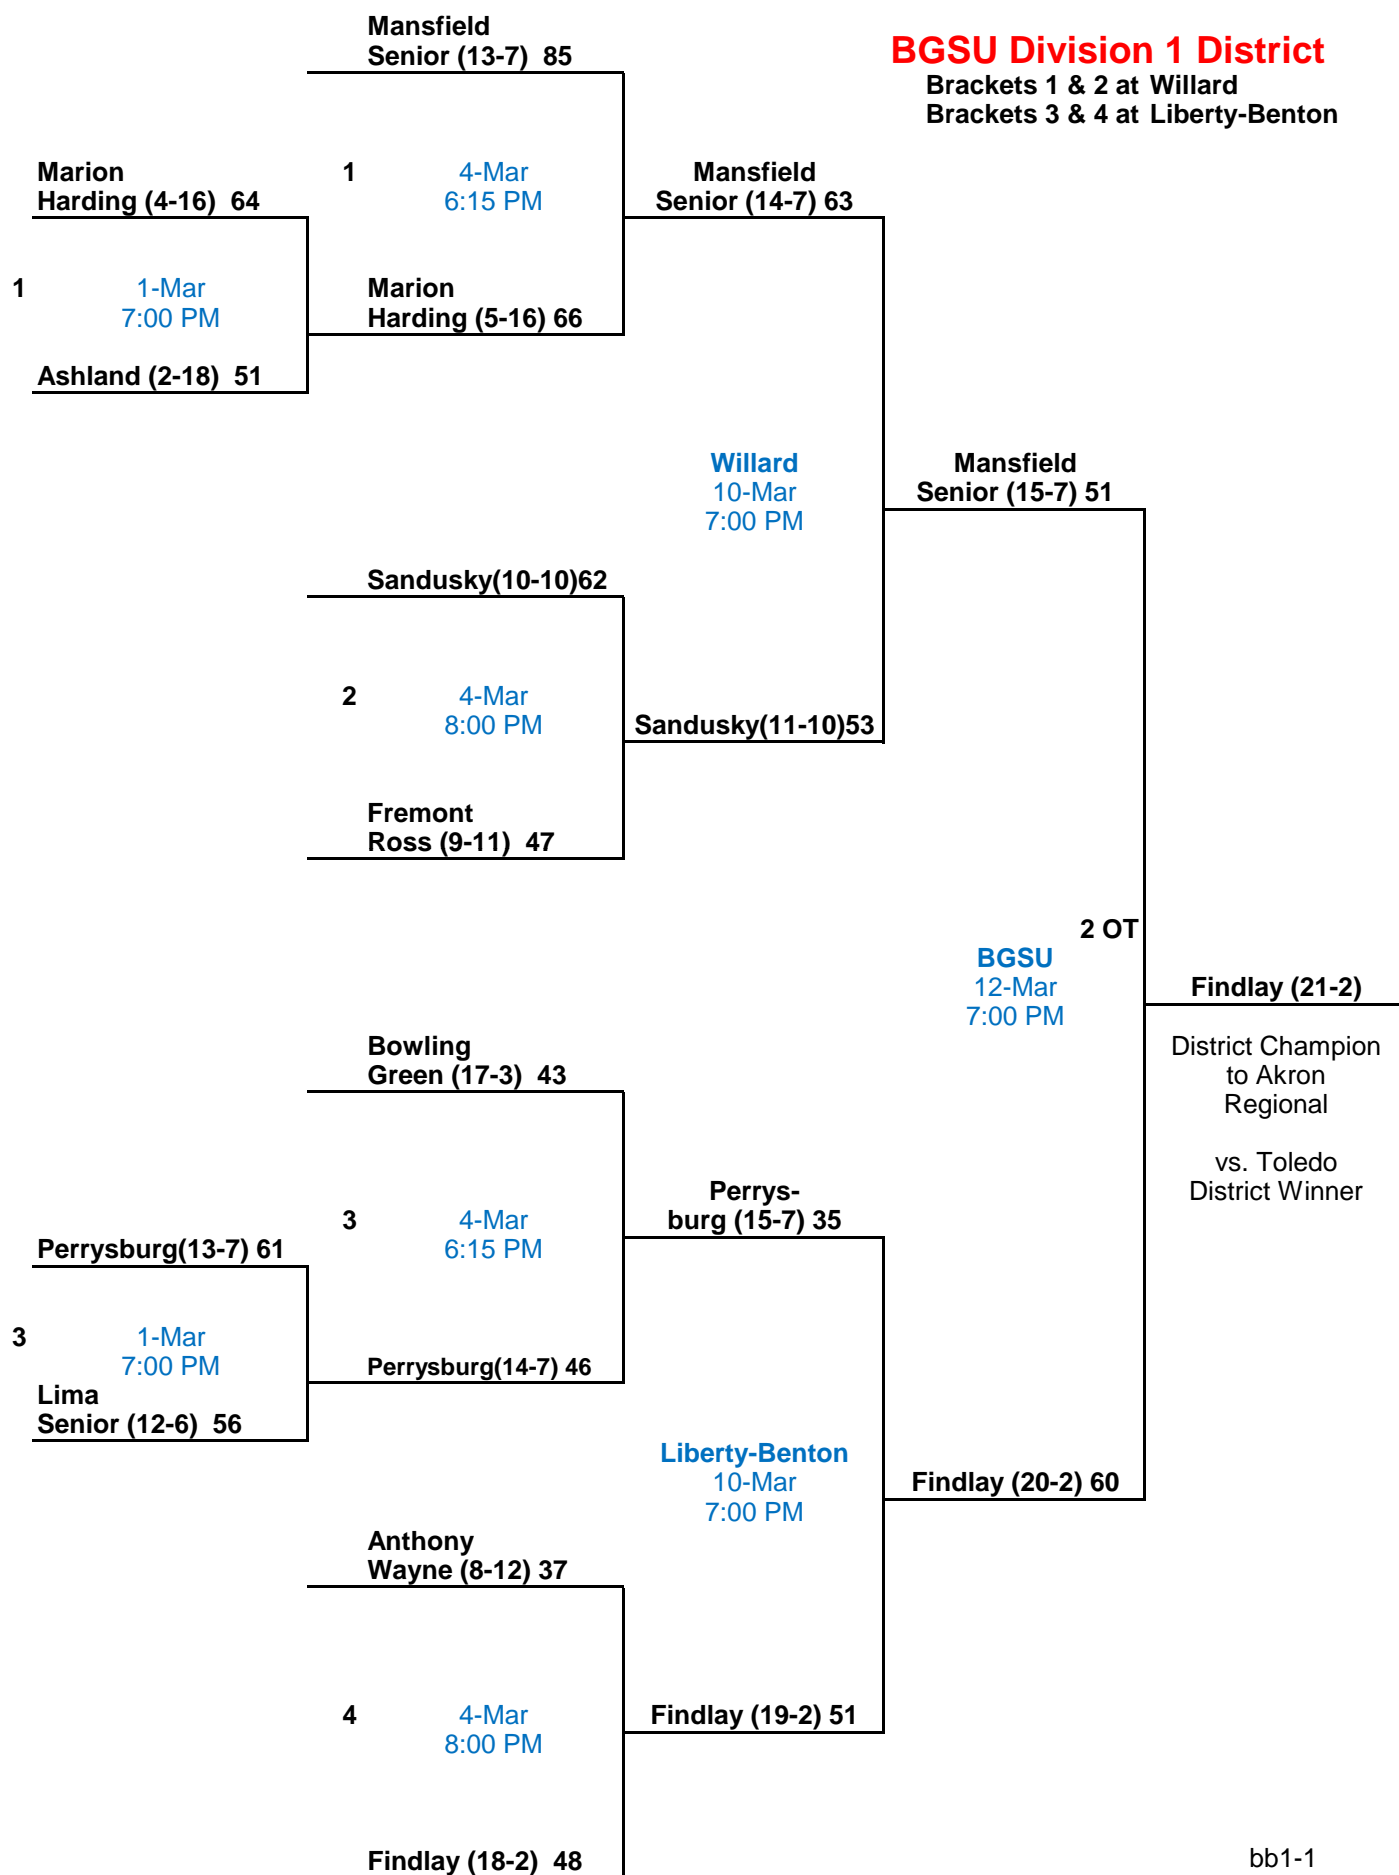 Mansfield
Senior (13-7)  85
BGSU Division 1 District
Brackets 1 & 2 at  Willard
Brackets 3 & 4 at  Liberty-Benton
Marion
Harding (4-16)  64
1
4-Mar
6:15 PM
Mansfield
Senior (14-7) 63
1
1-Mar
7:00 PM
Marion
Harding (5-16) 66
Ashland (2-18)  51
Willard
10-Mar
7:00 PM
Mansfield
Senior (15-7) 51
Sandusky(10-10)62
2
4-Mar
8:00 PM
Sandusky(11-10)53
Fremont
Ross (9-11)  47
2 OT
BGSU
12-Mar
7:00 PM
Findlay (21-2)
District Champion
to Akron
Regional
vs. Toledo
District Winner
Bowling
Green (17-3)  43
3
4-Mar
6:15 PM
Perrys-
burg (15-7) 35
Perrysburg(13-7) 61
3
1-Mar
7:00 PM
Perrysburg(14-7) 46
Lima
Senior (12-6)  56
Liberty-Benton
10-Mar
7:00 PM
Findlay (20-2) 60
Anthony
Wayne (8-12) 37
4
4-Mar
8:00 PM
Findlay (19-2) 51
Findlay (18-2)  48
bb1-1